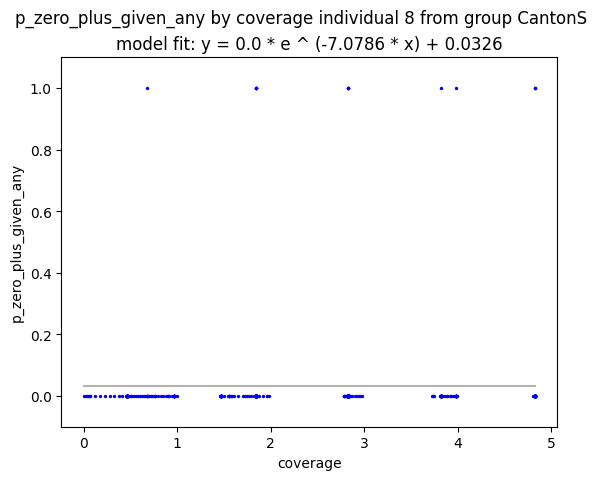 p_zero_plus_given_any by coverage individual 8 from group CantonS
model fit: y = 0.0 * e ^ (-7.0786 * x) + 0.0326
1.0
0.8
0.6
0.4
0.2
0.0
p_zero_plus_given_any
0 1 2 3 4 5
coverage